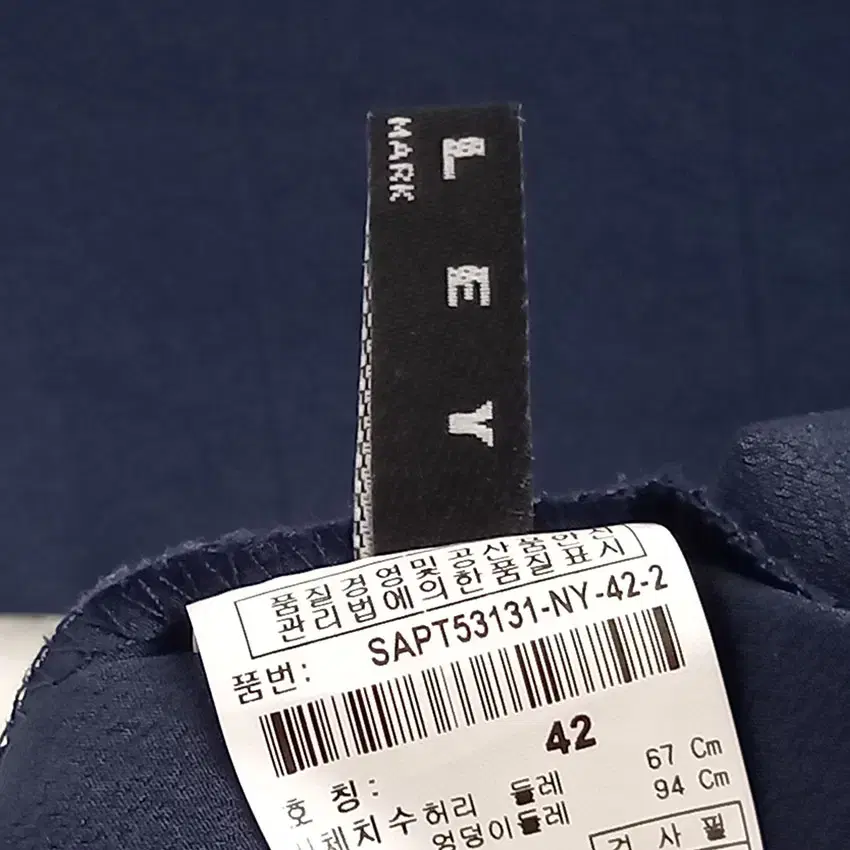 MARK
L E Y
품질경영및공산품안전
관리법에의한품질표시
품번: SAPT53131-NY-42-2
42
호 칭:
신체치수 허리 둘레 67 Cm
엉덩이둘레 94 Cm
검 사 필